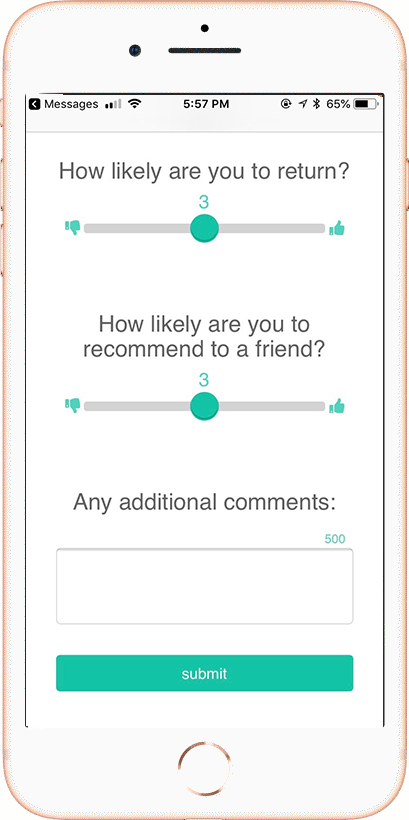 Messages 5:57 PM 65%
How likely are you to return?
3
How likely are you to
recommend to a friend?
3
Any additional comments:
500
submit